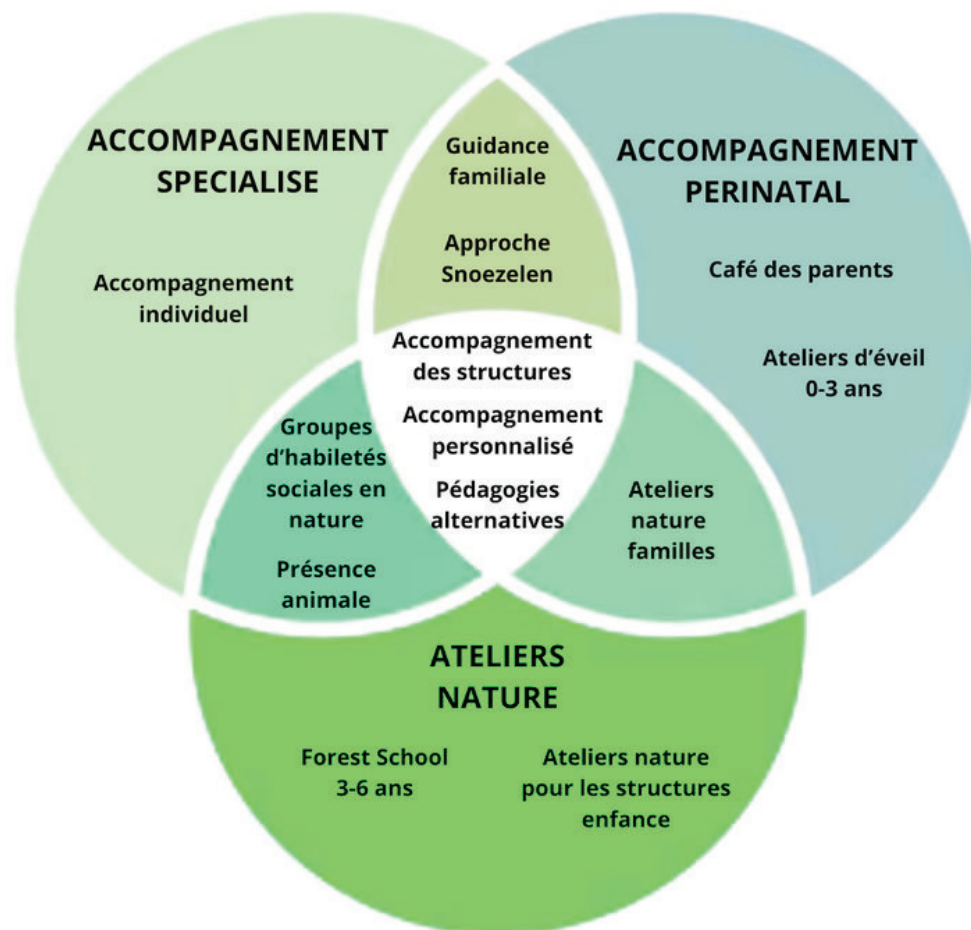 ACCOMPAGNEMENT
SPECIALISE
Accompagnement
individuel
Guidance
familiale
Approche
Snoezelen
ACCOMPAGNEMENT
PERINATAL
Café des parents
Ateliers d’éveil
0-3 ans
Accompagnement
des structures
Accompagnement
personnalisé
Pédagogies
alternatives
Groupes
d’habiletés
sociales en
nature
Présence
animale
Ateliers
nature
familles
ATELIERS
NATURE
Forest School
3-6 ans
Ateliers nature
pour les structures
enfance